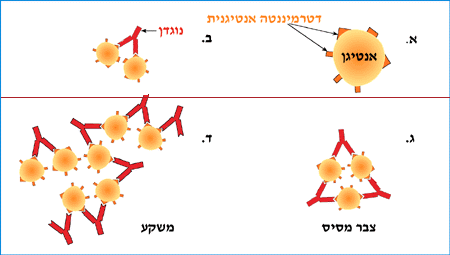 א.
דטרמיננטה אנטיגנית
אנטיגן
ב.
נוגדן
ג.
צבר מסיס
ד.
משקע